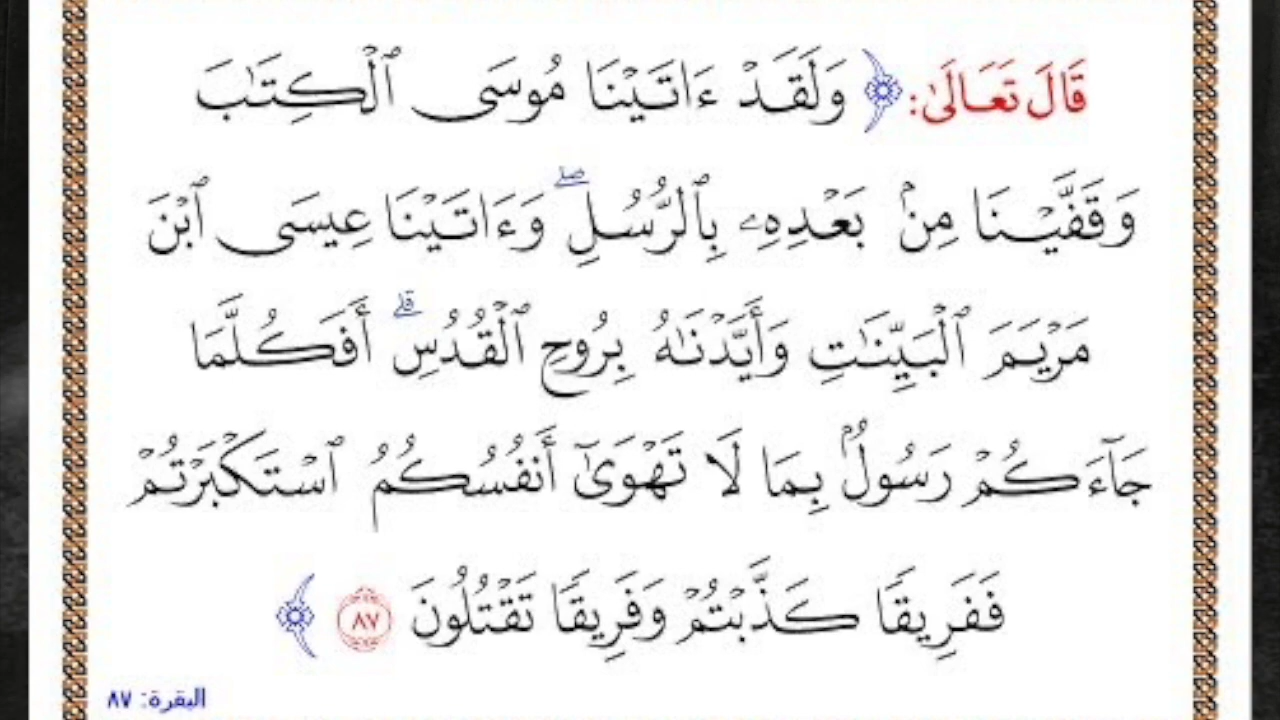 قَالَ تَعَالَىٰ: ﴿ وَلَقَدْ ءَاتَيْنَا مُوسَى ٱلْكِتَٰبَ
وَقَفَّيْنَا مِنۢ بَعْدِهِۦ بِٱلرُّسُلِ ۖ وَءَاتَيْنَا عِيسَى ٱبْنَ
مَرْيَمَ ٱلْبَيِّنَٰتِ وَأَيَّدْنَٰهُ بِرُوحِ ٱلْقُدُسِ ۗ أَفَكُلَّمَا
جَآءَكُمْ رَسُولٌۢ بِمَا لَا تَهْوَىٰٓ أَنفُسُكُمُ ٱسْتَكْبَرْتُمْ
فَفَرِيقًا كَذَّبْتُمْ وَفَرِيقًا تَقْتُلُونَ ٨٧ ﴾
البقرة: ٨٧